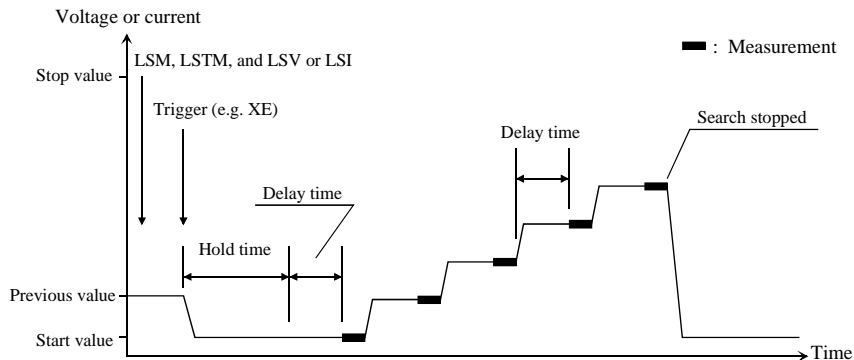 Voltage or current
LSM, LSTM, and LSV or LSI
: Measurement
Stop value
Trigger (e.g. XE)
Search stopped
Delay time
Delay time
Hold time
Previous value
Start value
Time